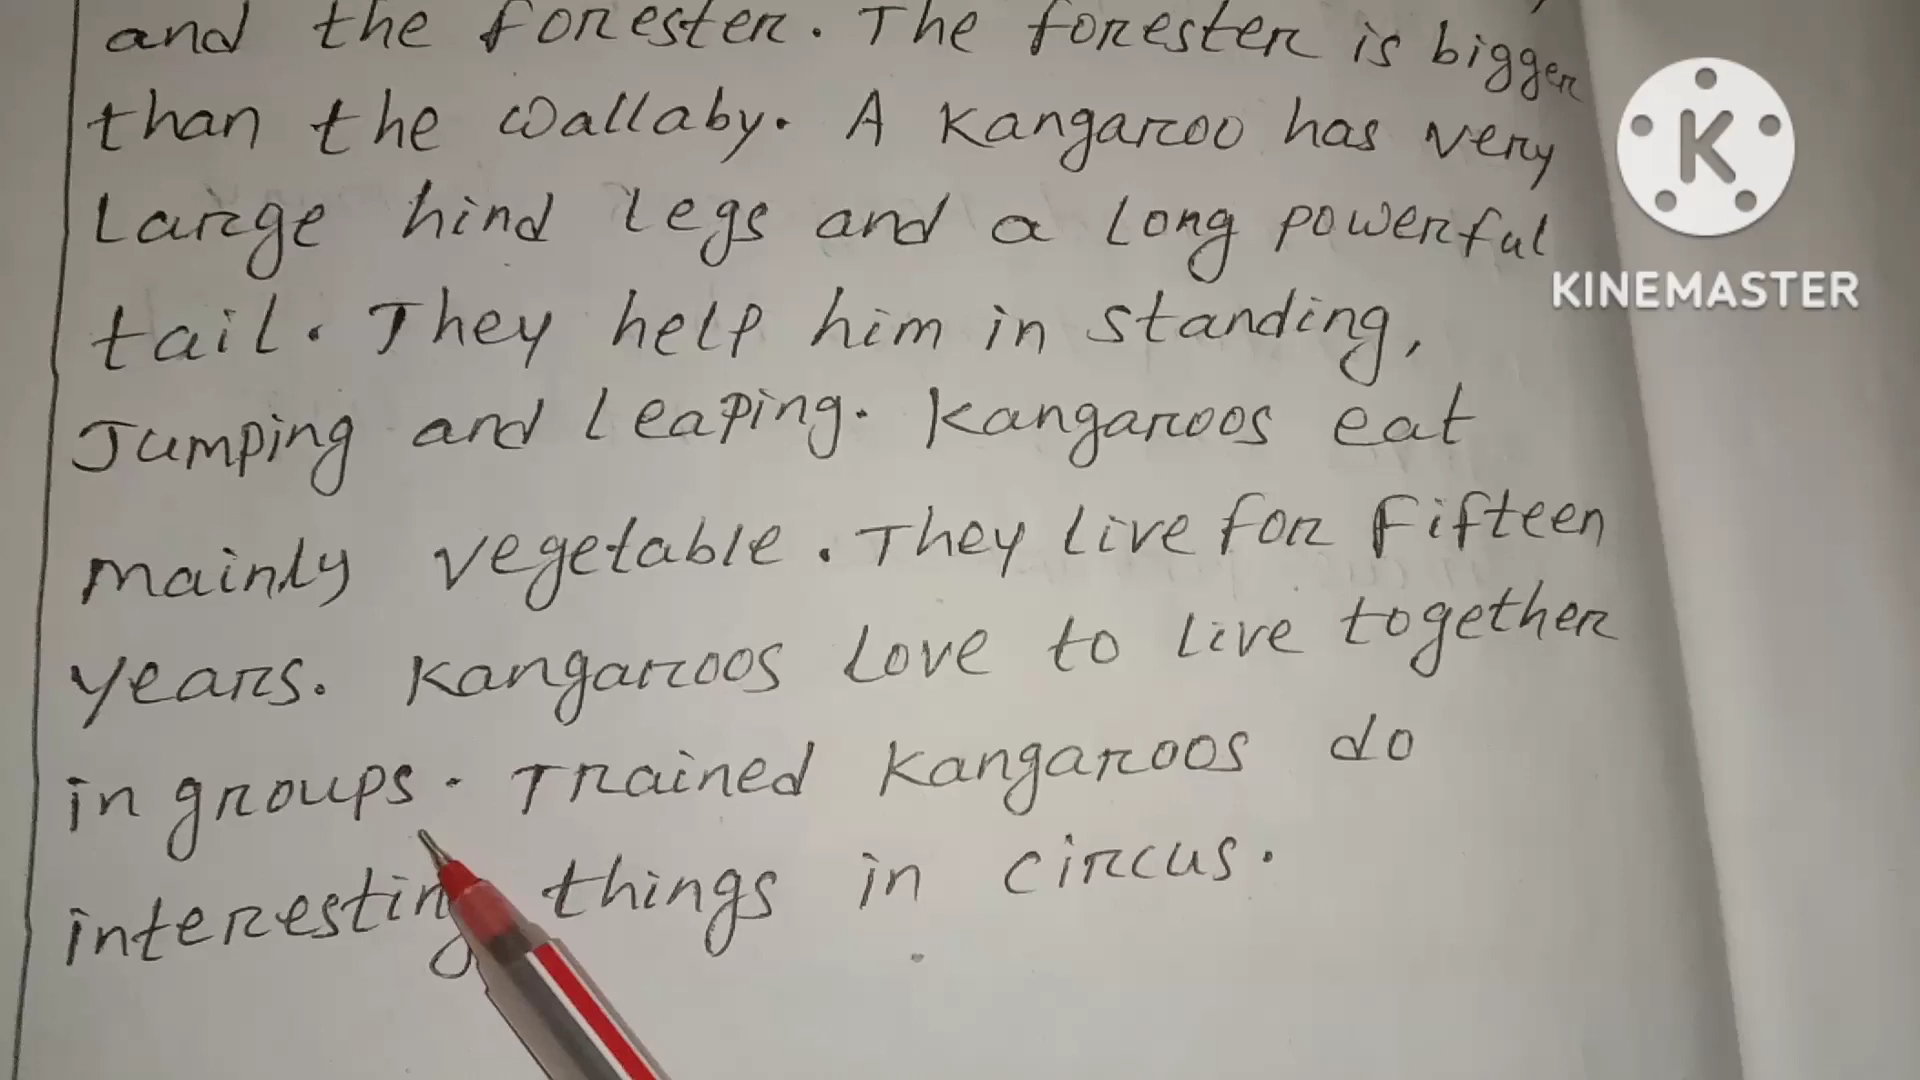 and the forester. The forester is bigger
than the wallaby. A Kangaroo has very
Large hind legs and a long powerful
tail. They help him in standing,
Jumping and leaping. Kangaroos eat
mainly vegetable. They live for fifteen
years. Kangaroos love to live together
in groups. Trained Kangaroos do
interesting things in circus.
K
KINEMASTER